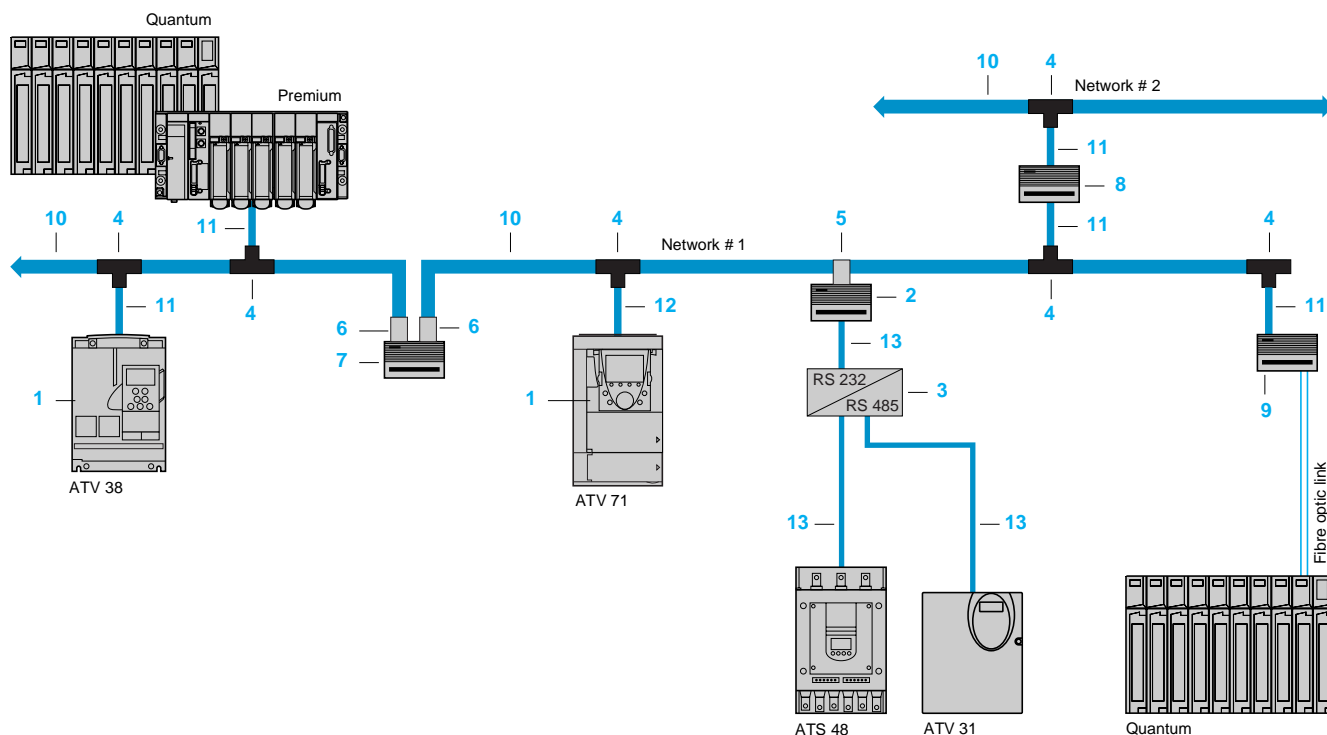 Quantum
Premium
10
4
Network # 2
11
8
11
10
4
11
10
4
Network # 1
5
4
11
4
6
6
7
12
2
4
11
13
9
1
1
RS 232
RS 485
3
ATV 38
ATV 71
13
13
Fibre optic link
ATS 48
ATV 31
Quantum